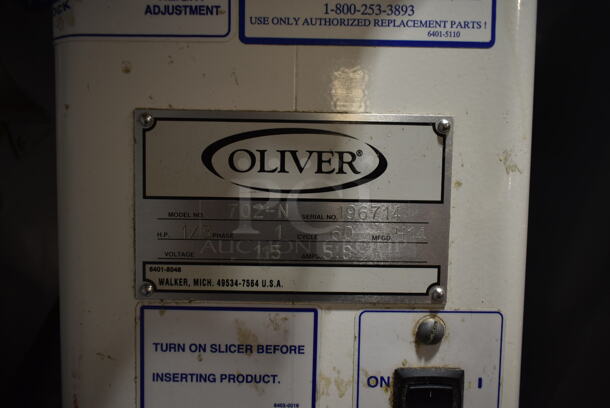 ADJUSTMENT
1-800-253-3893
USE ONLY AUTHORIZED REPLACEMENT PARTS !
6401-5110
OLIVER®
MODEL NO. 702-N SERIAL NO. 196714
H.P. PHASE 1 CYCLE 60 MFGD
VOLTAGE 115 AMPS
6401-8048
WALKER, MICH. 49534-7564 U.S.A.
TURN ON SLICER BEFORE
INSERTING PRODUCT.
ON
I